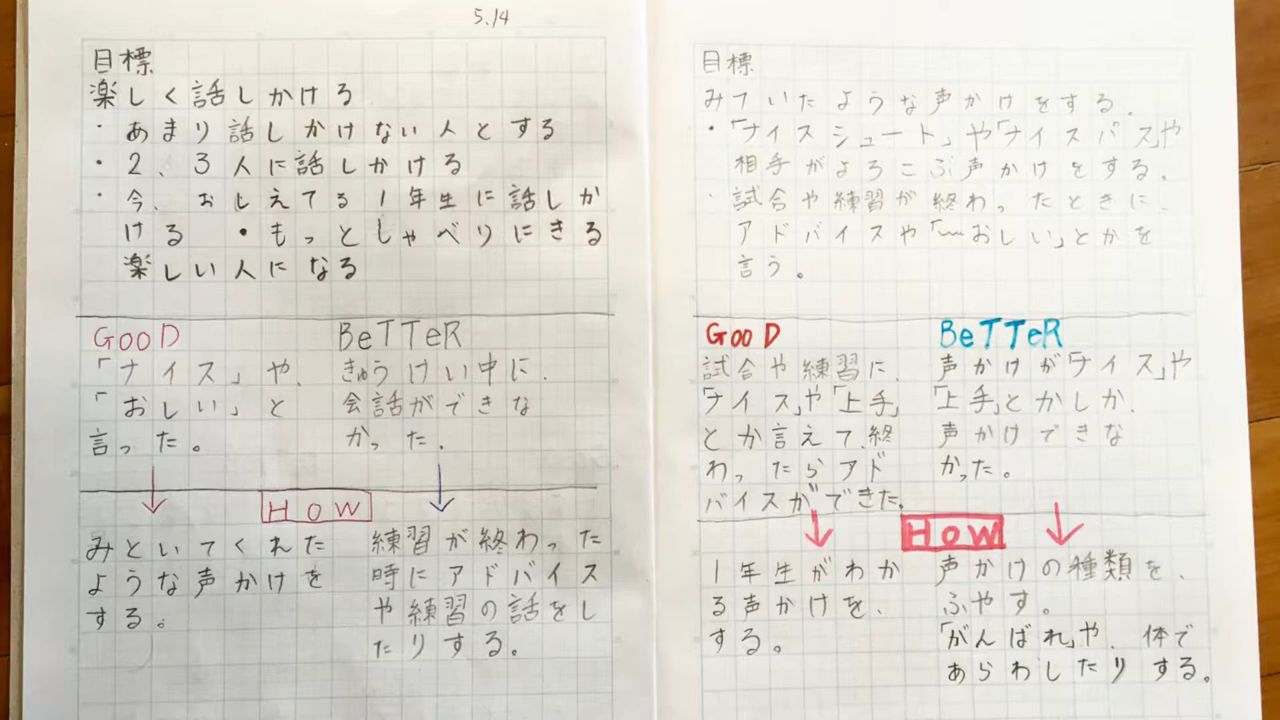 5.14
目標
楽しく話しかける
・あまり話しかけない人とする
・2、3人に話しかける
・今、おしえてる1年生に話しか
ける ・もっとしゃべりにきる
楽しい人になる
GOOD
「ナイス」や、
「おしい」と
言った。
BeTTeR
きゅうけい中に、
会話ができな
かった。
HOW
みといてくれた
ような声かけを
する。
練習が終わった
時にアドバイス
や練習の話をし
たりする。
目標
みていたような声かけをする。
・「ナイスシュート」や「ナイスパス」や
相手がよろこぶ声かけをする。
・試合や練習が終わったときに、
アドバイスや「〜おしい」とかを
言う。
GOOD
試合や練習に、
「ナイス」や「上手」
とか言えて、終
わったらアド
バイスができた。
BeTTeR
声かけが「ナイス」や
「上手」とかしか、
声かけできな
かった。
HOW
1年生がわか
る声かけを、
する。
声かけの種類を、
ふやす。
「がんばれ」や、体で
あらわしたりする。